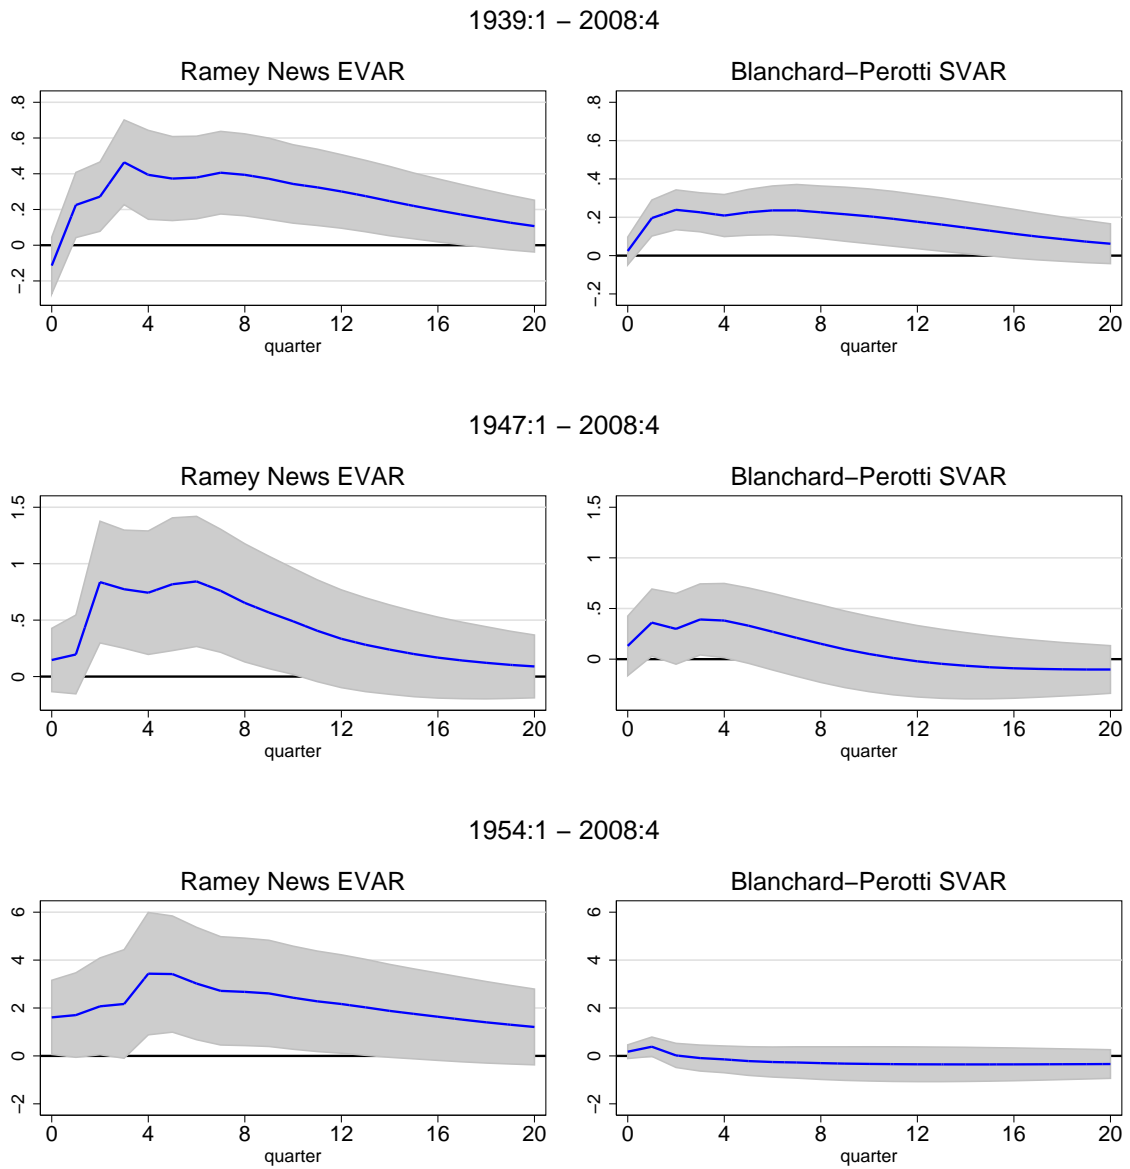 1939:1 − 2008:4
Ramey News EVAR
Blanchard−Perotti SVAR
.8
.6
.4
.2
0
−.2
0 4 8 12 16 20
quarter
.8
.6
.4
.2
0
−.2
0 4 8 12 16 20
quarter
1947:1 − 2008:4
Ramey News EVAR
Blanchard−Perotti SVAR
1.5
1
.5
0
0 4 8 12 16 20
quarter
1.5
1
.5
0
0 4 8 12 16 20
quarter
1954:1 − 2008:4
Ramey News EVAR
Blanchard−Perotti SVAR
6
4
2
0
−2
0 4 8 12 16 20
quarter
6
4
2
0
−2
0 4 8 12 16 20
quarter